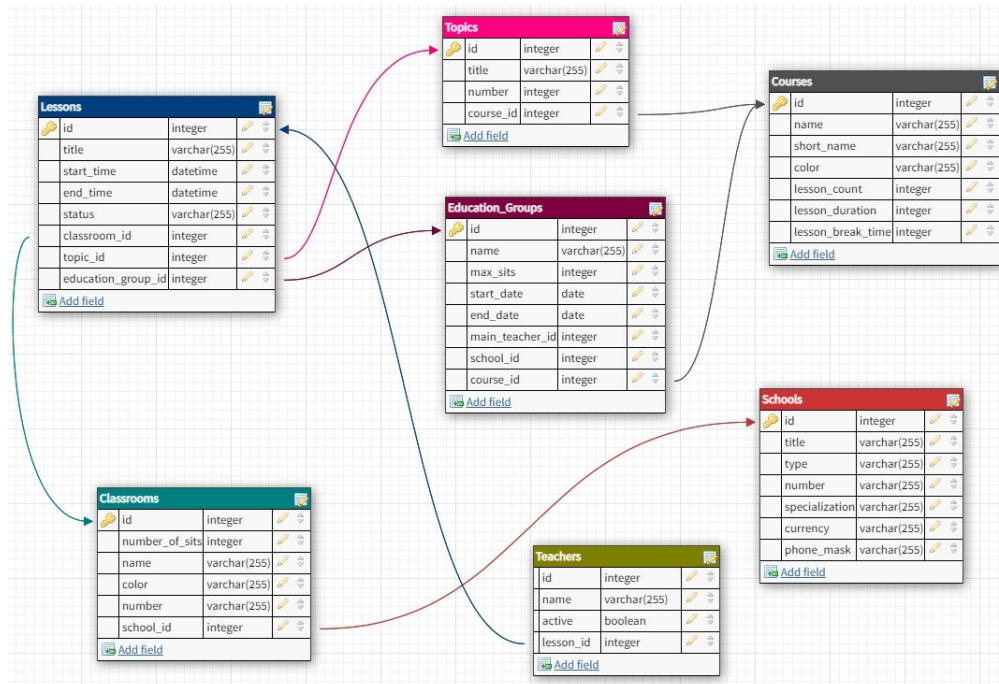 Topics
id integer
title varchar(255)
number integer
course_id integer
Add field
Courses
id integer
name varchar(255)
short_name varchar(255)
color varchar(255)
lesson_count integer
lesson_duration integer
lesson_break_time integer
Add field
Lessons
id integer
title varchar(255)
start_time datetime
end_time datetime
status varchar(255)
classroom_id integer
topic_id integer
education_group_id integer
Add field
Education_Groups
id integer
name varchar(255)
max_sits integer
start_date date
end_date date
main_teacher_id integer
school_id integer
course_id integer
Add field
Schools
id integer
title varchar(255)
type varchar(255)
number varchar(255)
specialization varchar(255)
currency varchar(255)
phone_mask varchar(255)
Add field
Classrooms
id integer
number_of_sits integer
name varchar(255)
color varchar(255)
number varchar(255)
school_id integer
Add field
Teachers
id integer
name varchar(255)
active boolean
lesson_id integer
Add field